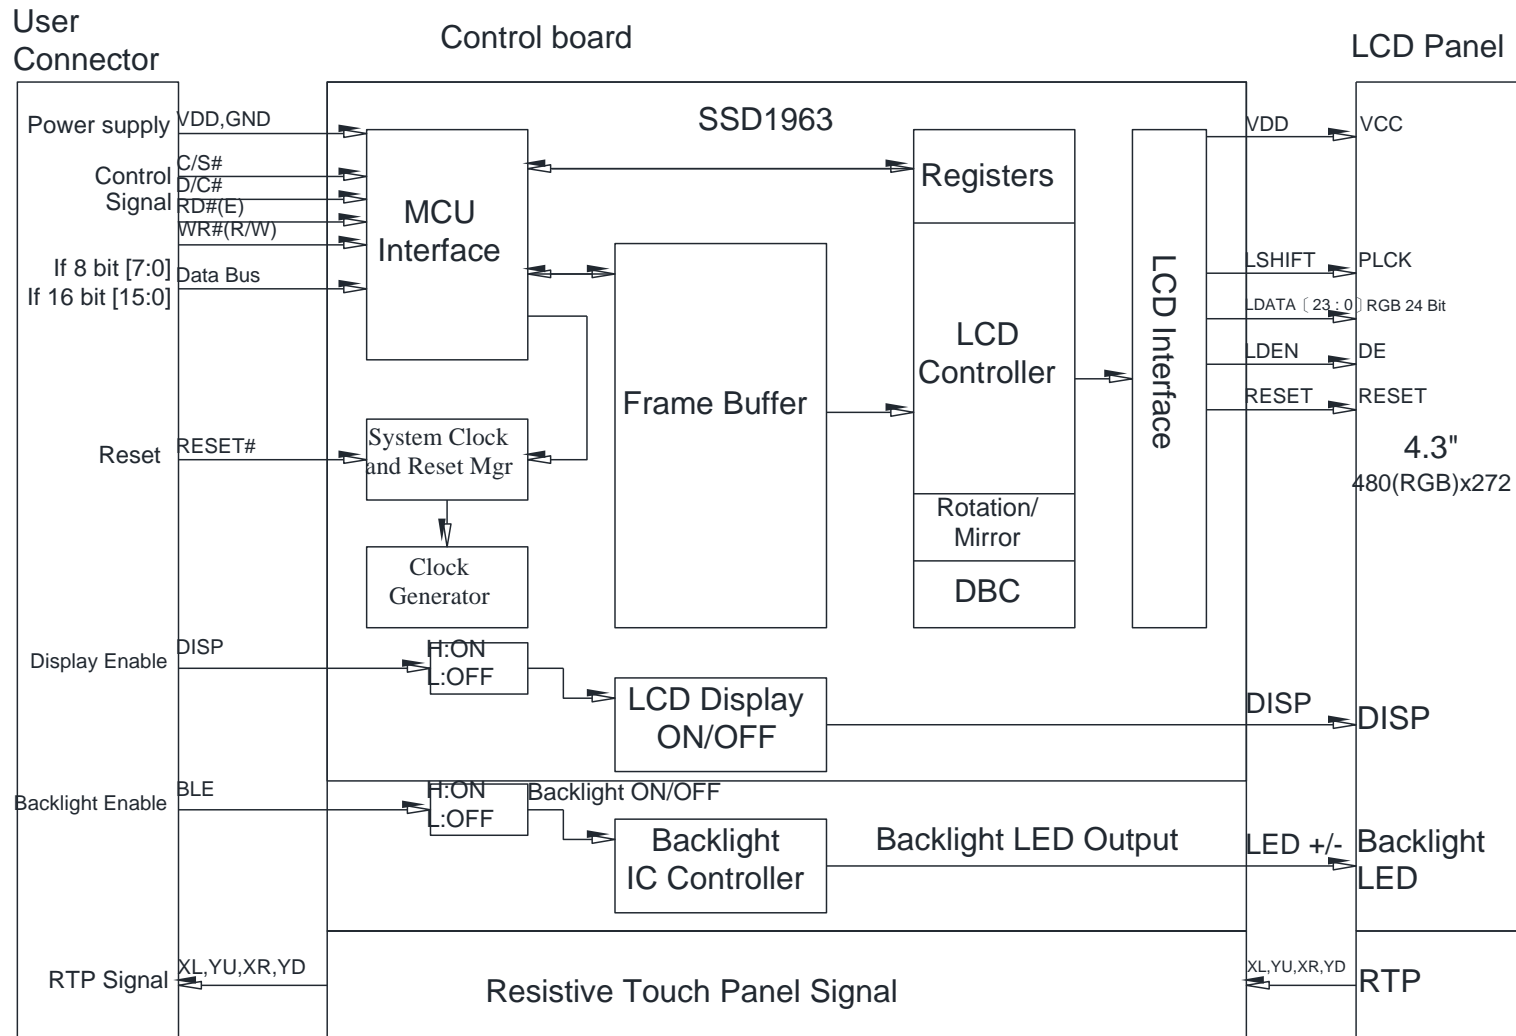 User
Connector
Control board
LCD Panel
SSD1963
Power supply
VDD,GND
Control
Signal
C/S#
D/C#
RD#(E)
WR#(R/W)
If 8 bit [7:0]
If 16 bit [15:0]
Data Bus
MCU
Interface
Registers
LCD
Controller
Rotation/
Mirror
DBC
Frame Buffer
LCD Interface
VDD
VCC
LSHIFT
PLCK
LDATA〔23 : 0〕
RGB 24 Bit
LDEN
DE
RESET
RESET
4.3"
480(RGB)x272
Reset
RESET#
System Clock
and Reset Mgr
Clock
Generator
Display Enable
DISP
H:ON
L:OFF
LCD Display
ON/OFF
DISP
DISP
Backlight Enable
BLE
H:ON
L:OFF
Backlight ON/OFF
Backlight
IC Controller
Backlight LED Output
LED +/-
Backlight
LED
RTP Signal
XL,YU,XR,YD
Resistive Touch Panel Signal
XL,YU,XR,YD
RTP